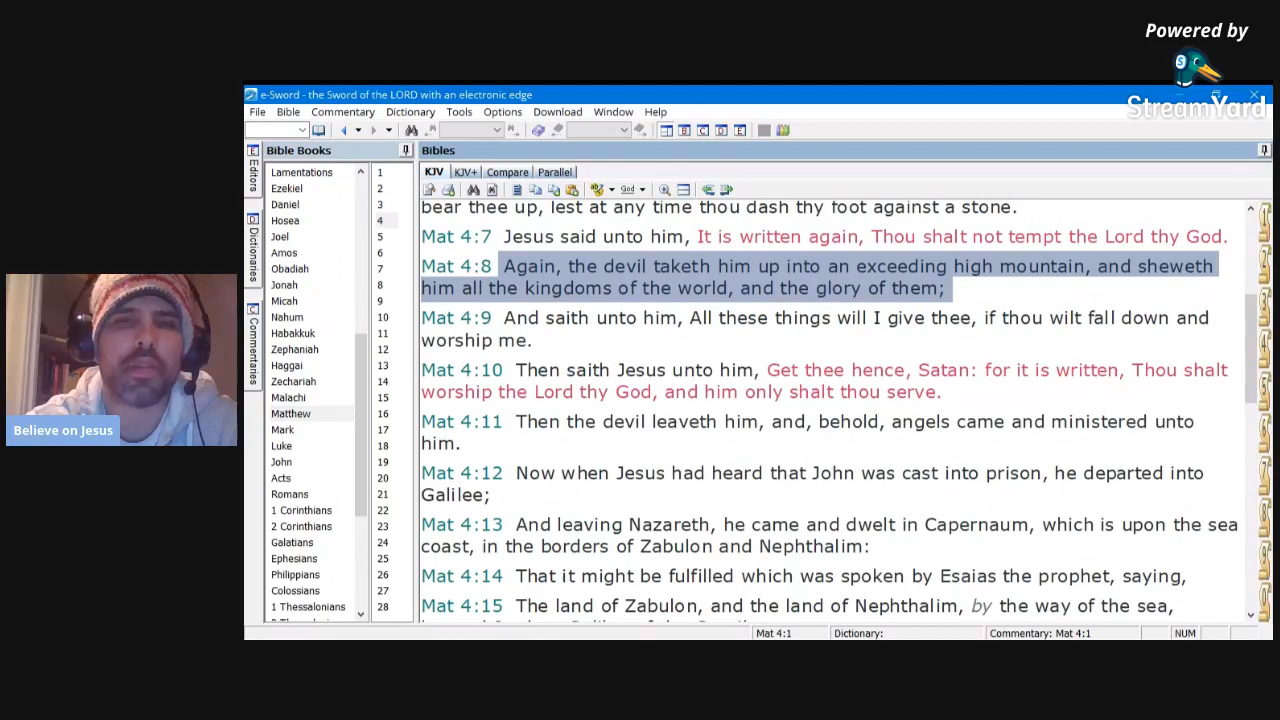 Powered by
StreamYard
e-Sword - the Sword of the LORD with an electronic edge
File Bible Commentary Dictionary Tools Options Download Window Help
Bible Books
Bibles
Editors
Dictionaries
Commentaries
KJV KJV+ Compare Parallel
God
Lamentations 1
Ezekiel 2
Daniel 3
Hosea 4
Joel 5
Amos 6
Obadiah 7
Jonah 8
Micah 9
Nahum 10
Habakkuk 11
Zephaniah 12
Haggai 13
Zechariah 14
Malachi 15
Matthew 16
Mark 17
Luke 18
John 19
Acts 20
Romans 21
1 Corinthians 22
2 Corinthians 23
Galatians 24
Ephesians 25
Philippians 26
Colossians 27
1 Thessalonians 28
bear thee up, lest at any time thou dash thy foot against a stone.
Mat 4:7 Jesus said unto him, It is written again, Thou shalt not tempt the Lord thy God.
Mat 4:8 Again, the devil taketh him up into an exceeding high mountain, and sheweth
him all the kingdoms of the world, and the glory of them;
Mat 4:9 And saith unto him, All these things will I give thee, if thou wilt fall down and
worship me.
Mat 4:10 Then saith Jesus unto him, Get thee hence, Satan: for it is written, Thou shalt
worship the Lord thy God, and him only shalt thou serve.
Mat 4:11 Then the devil leaveth him, and, behold, angels came and ministered unto
him.
Mat 4:12 Now when Jesus had heard that John was cast into prison, he departed into
Galilee;
Mat 4:13 And leaving Nazareth, he came and dwelt in Capernaum, which is upon the sea
coast, in the borders of Zabulon and Nephthalim:
Mat 4:14 That it might be fulfilled which was spoken by Esaias the prophet, saying,
Mat 4:15 The land of Zabulon, and the land of Nephthalim, by the way of the sea,
Mat 4:1 Dictionary: Commentary: Mat 4:1 NUM
Believe on Jesus